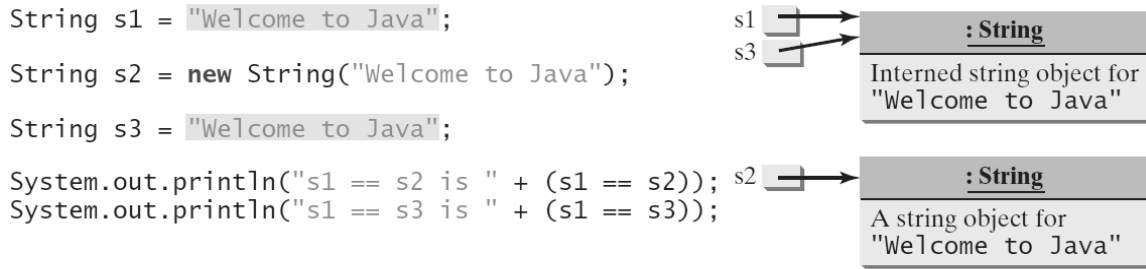 String s1 = "Welcome to Java";
String s2 = new String("Welcome to Java");
String s3 = "Welcome to Java";
System.out.println("s1 == s2 is " + (s1 == s2));
System.out.println("s1 == s3 is " + (s1 == s3));
s1
s3
: String
Interned string object for
"Welcome to Java"
s2
: String
A string object for
"Welcome to Java"